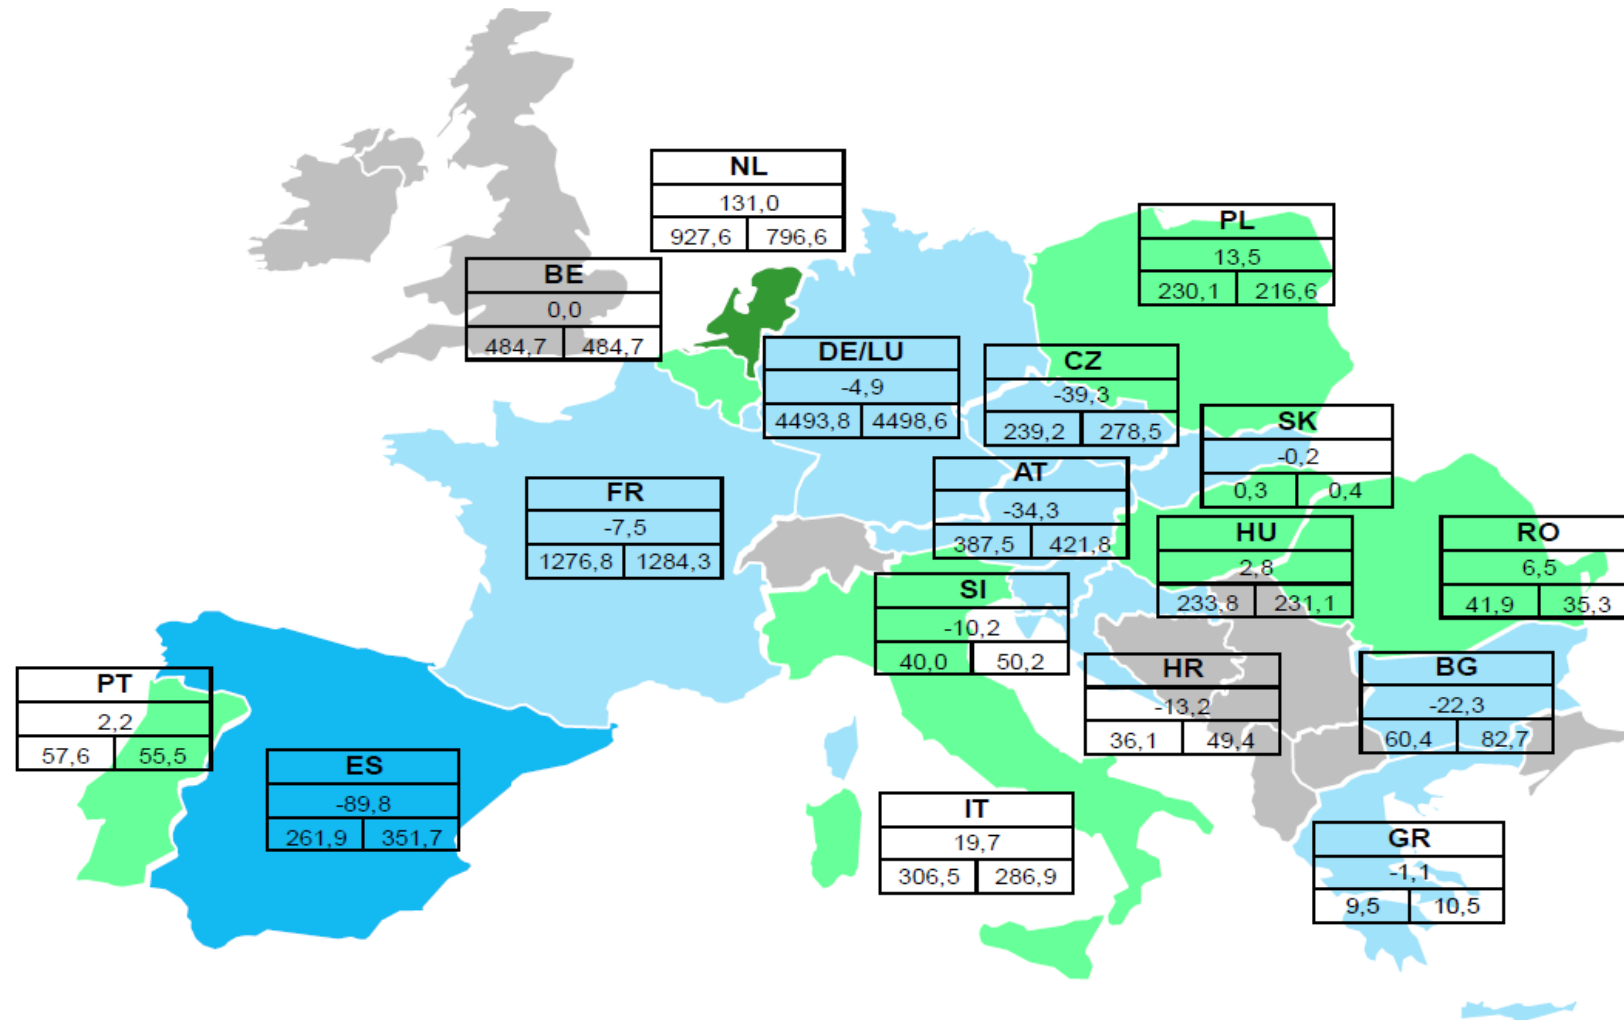 NL
131,0
927,6 796,6
PL
13,5
230,1 216,6
BE
0,0
484,7 484,7
DE/LU
-4,9
4493,8 4498,6
CZ
-39,3
239,2 278,5
SK
-0,2
0,3 0,4
AT
-34,3
387,5 421,8
FR
-7,5
1276,8 1284,3
HU
2,8
233,8 231,1
RO
6,5
41,9 35,3
SI
-10,2
40,0 50,2
HR
-13,2
36,1 49,4
BG
-22,3
60,4 82,7
PT
2,2
57,6 55,5
ES
-89,8
261,9 351,7
IT
19,7
306,5 286,9
GR
-1,1
9,5 10,5